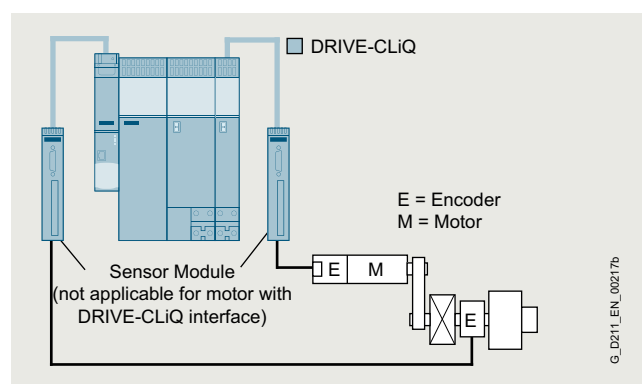 DRIVE-CLiQ
E = Encoder
M = Motor
Sensor Module
(not applicable for motor with
DRIVE-CLiQ interface)
E M
E
G_D211_EN_00217b